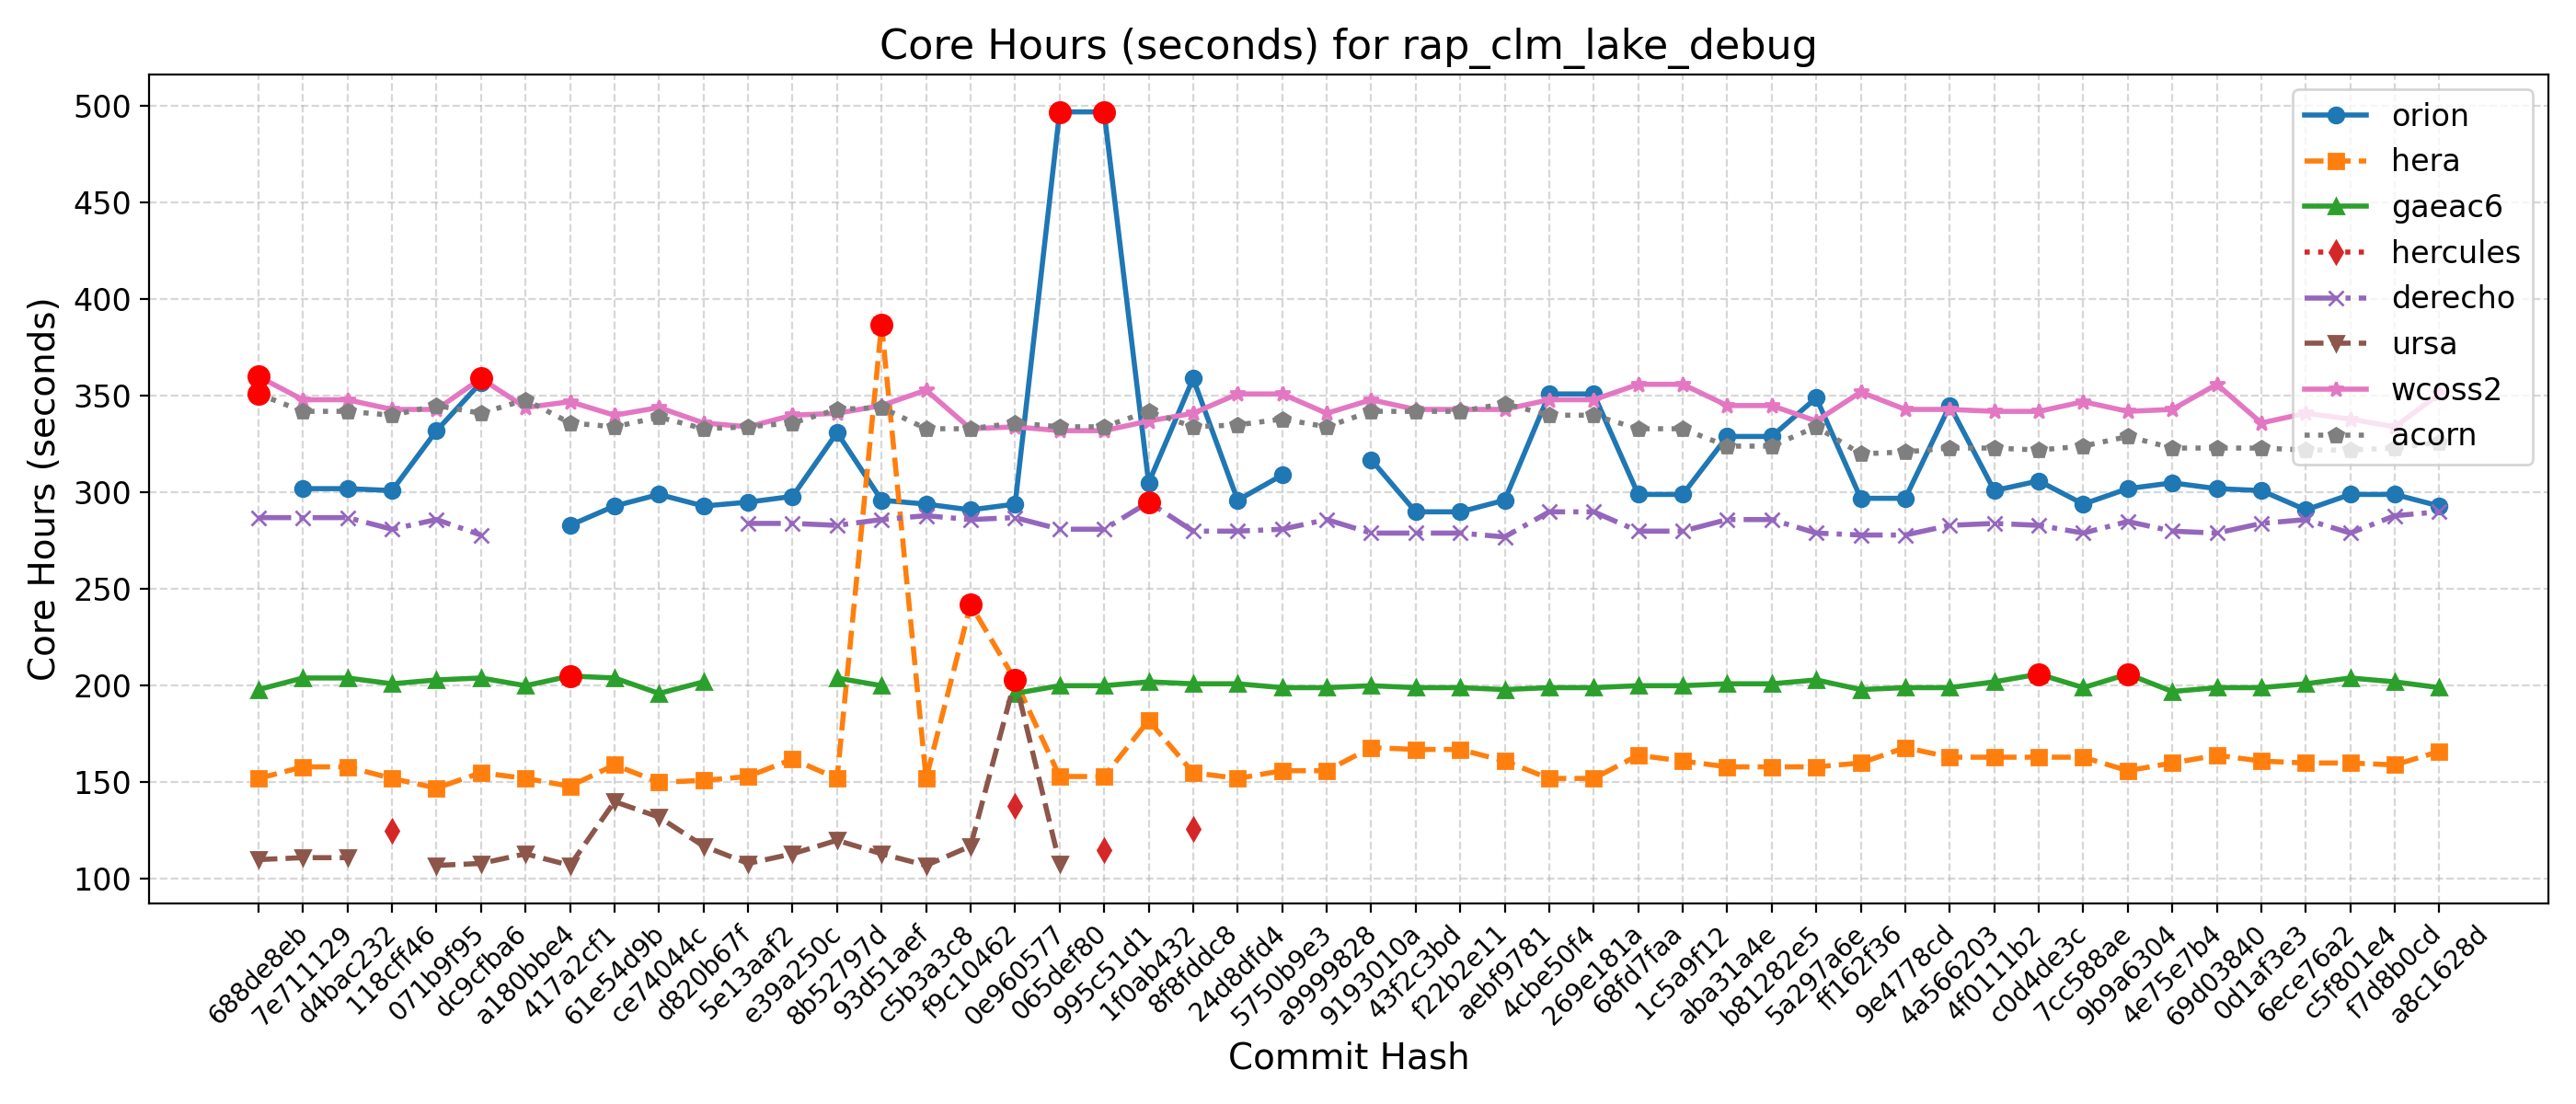 Core Hours (seconds) for rap_clm_lake_debug
Core Hours (seconds)
500
450
400
350
300
250
200
150
100
orion
hera
gaeac6
hercules
derecho
ursa
wcoss2
acorn
688de8eb
7e711129
d4bac232
118cff46
071b9f95
dc9cfba6
a180bbe4
417a2cf1
61e54d9b
ce74044c
d820b67f
5e13aaf2
e39a250c
8b52797d
93d51aef
c5b3a3c8
f9c10462
0e960577
065def80
995c51d1
1f0ab432
8f8fddc8
24d8dfd4
5750b9e3
a9999828
9193010a
43f2c3bd
f22b2e11
aebf9781
4cbe50f4
269e181a
68fd7faa
1c5a9f12
aba31a4e
b81282e5
5a297a6e
ff162f36
9e4778cd
4a566203
4f0111b2
c0d4de3c
7cc588ae
9b9a6304
4e75e7b4
69d03840
0d1af3e3
6ece76a2
c5f801e4
f7d8b0cd
a8c1628d
Commit Hash